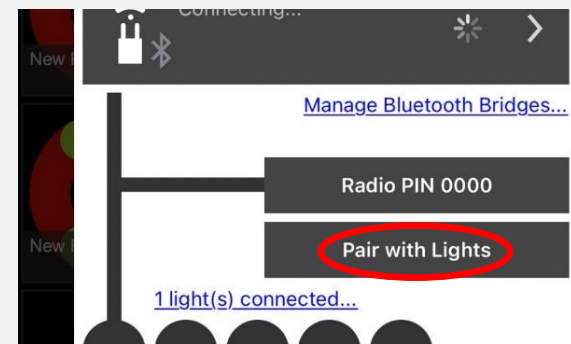 Connecting...
New
Manage Bluetooth Bridges...
Radio PIN 0000
New
Pair with Lights
1 light(s) connected...